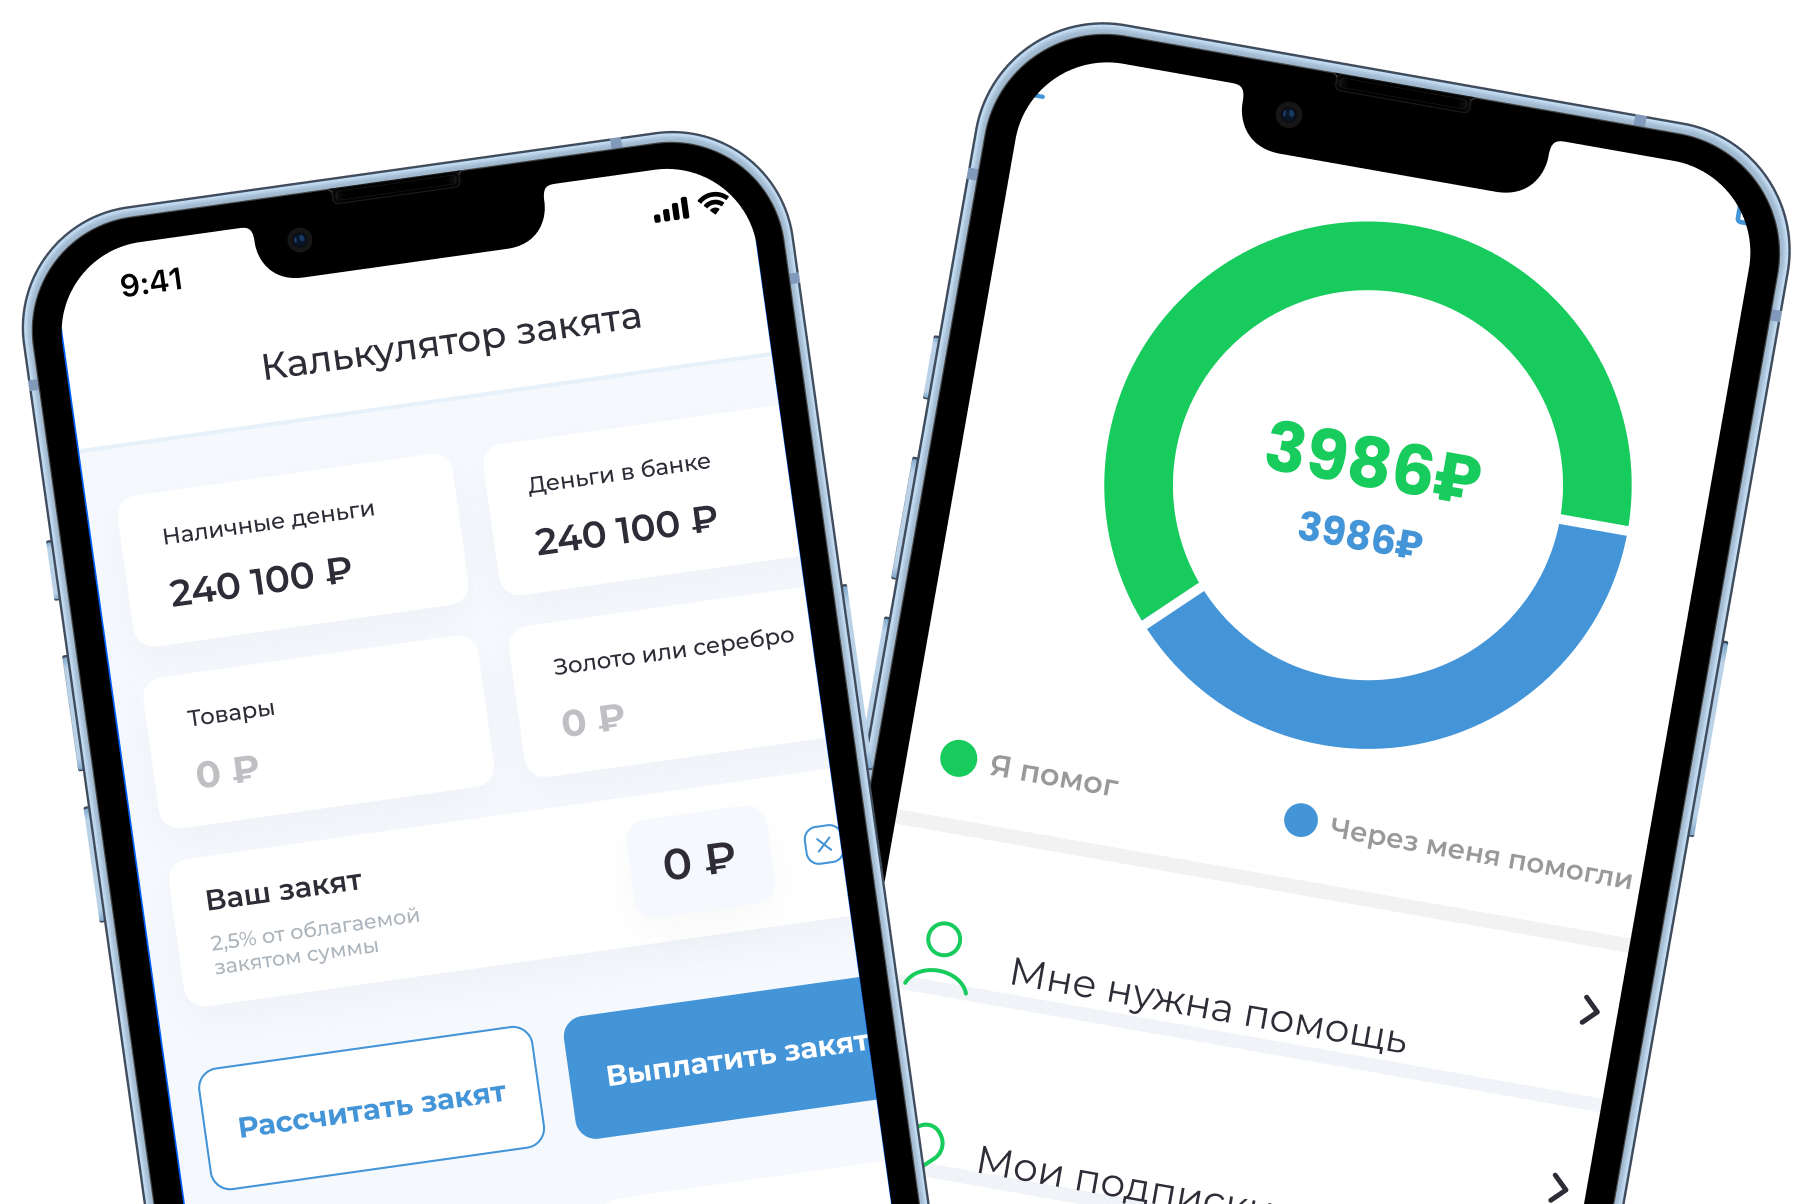 9:41
Калькулятор закята
Наличные деньги
240 100 ₽
Деньги в банке
240 100 ₽
Товары
0 ₽
Золото или серебро
0 ₽
Ваш закят
2,5% от облагаемой
закятом суммы
0 ₽
Рассчитать закят
Выплатить закят
3986₽
3986₽
Я помог
Через меня помогли
Мне нужна помощь
Мои подписки